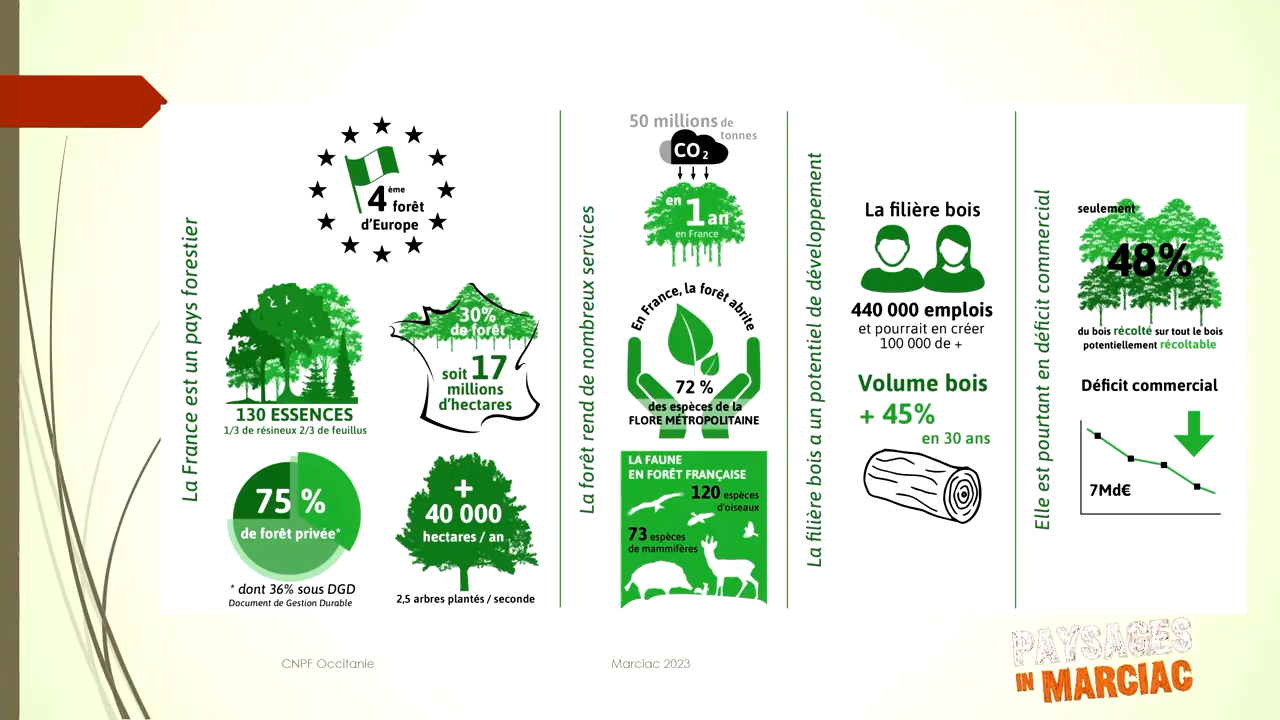 La France est un pays forestier
4ème forêt
d'Europe
130 ESSENCES
1/3 de résineux 2/3 de feuillus
30%
de forêt
soit 17
millions
d'hectares
75 %
de forêt privée*
* dont 36% sous DGD
Document de Gestion Durable
+
40 000
hectares / an
2,5 arbres plantés / seconde
La forêt rend de nombreux services
50 millions de
tonnes
CO2
en 1 an
en France
En France, la forêt abrite
72 %
des espèces de la
FLORE MÉTROPOLITAINE
LA FAUNE
EN FORÊT FRANÇAISE
120 espèces
d'oiseaux
73 espèces
de mammifères
La filière bois a un potentiel de développement
La filière bois
440 000 emplois
et pourrait en créer
100 000 de +
Volume bois
+ 45%
en 30 ans
Elle est pourtant en déficit commercial
seulement
48%
du bois récolté sur tout le bois
potentiellement récoltable
Déficit commercial
7Md€
CNPF Occitanie
Marciac 2023
PAYSAGES
IN MARCIAC